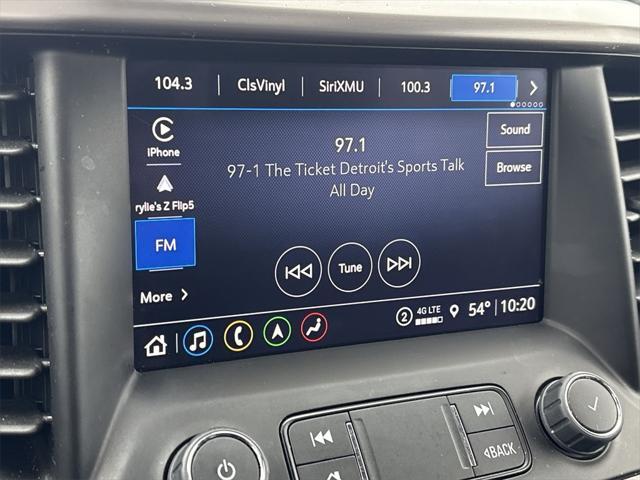 104.3 ClsVinyl SiriXMU 100.3 97.1
iPhone
rylie's Z Flip5
FM
More
97.1
97-1 The Ticket Detroit's Sports Talk
All Day
Sound
Browse
Tune
2 4G LTE 54° 10:20
BACK